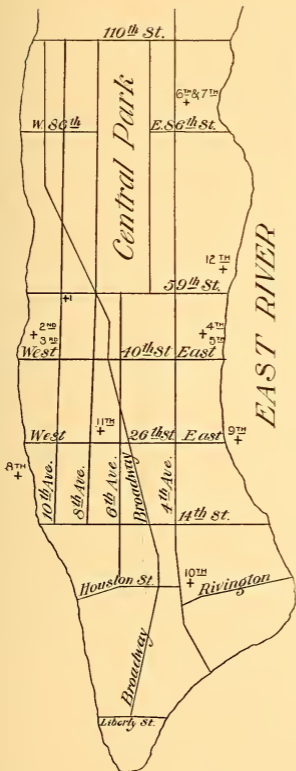 110th St.
6TH & 7TH
W. 86th
E. 86th St.
Central Park
12TH
59th St.
1
2ND
3RD
4TH
5TH
EAST RIVER
West 40th St East
11TH
West 26th St East
9TH
8TH
10th Ave.
8th Ave.
6th Ave.
Broadway
4th Ave.
14th St.
10TH
Houston St.
Rivington
Broadway
Liberty St.